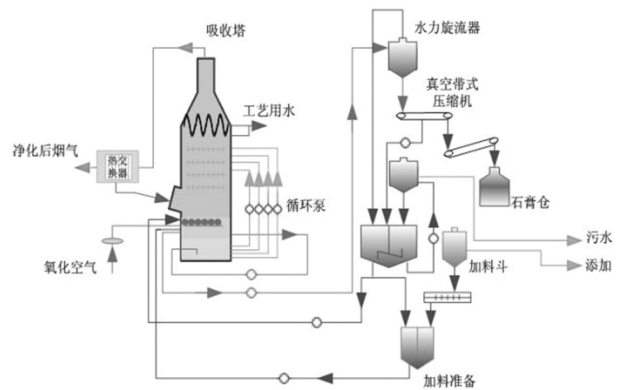 吸收塔
水力旋流器
真空带式
压缩机
工艺用水
净化后烟气
热交
换器
循环泵
石膏仓
氧化空气
污水
加料斗
添加
加料准备